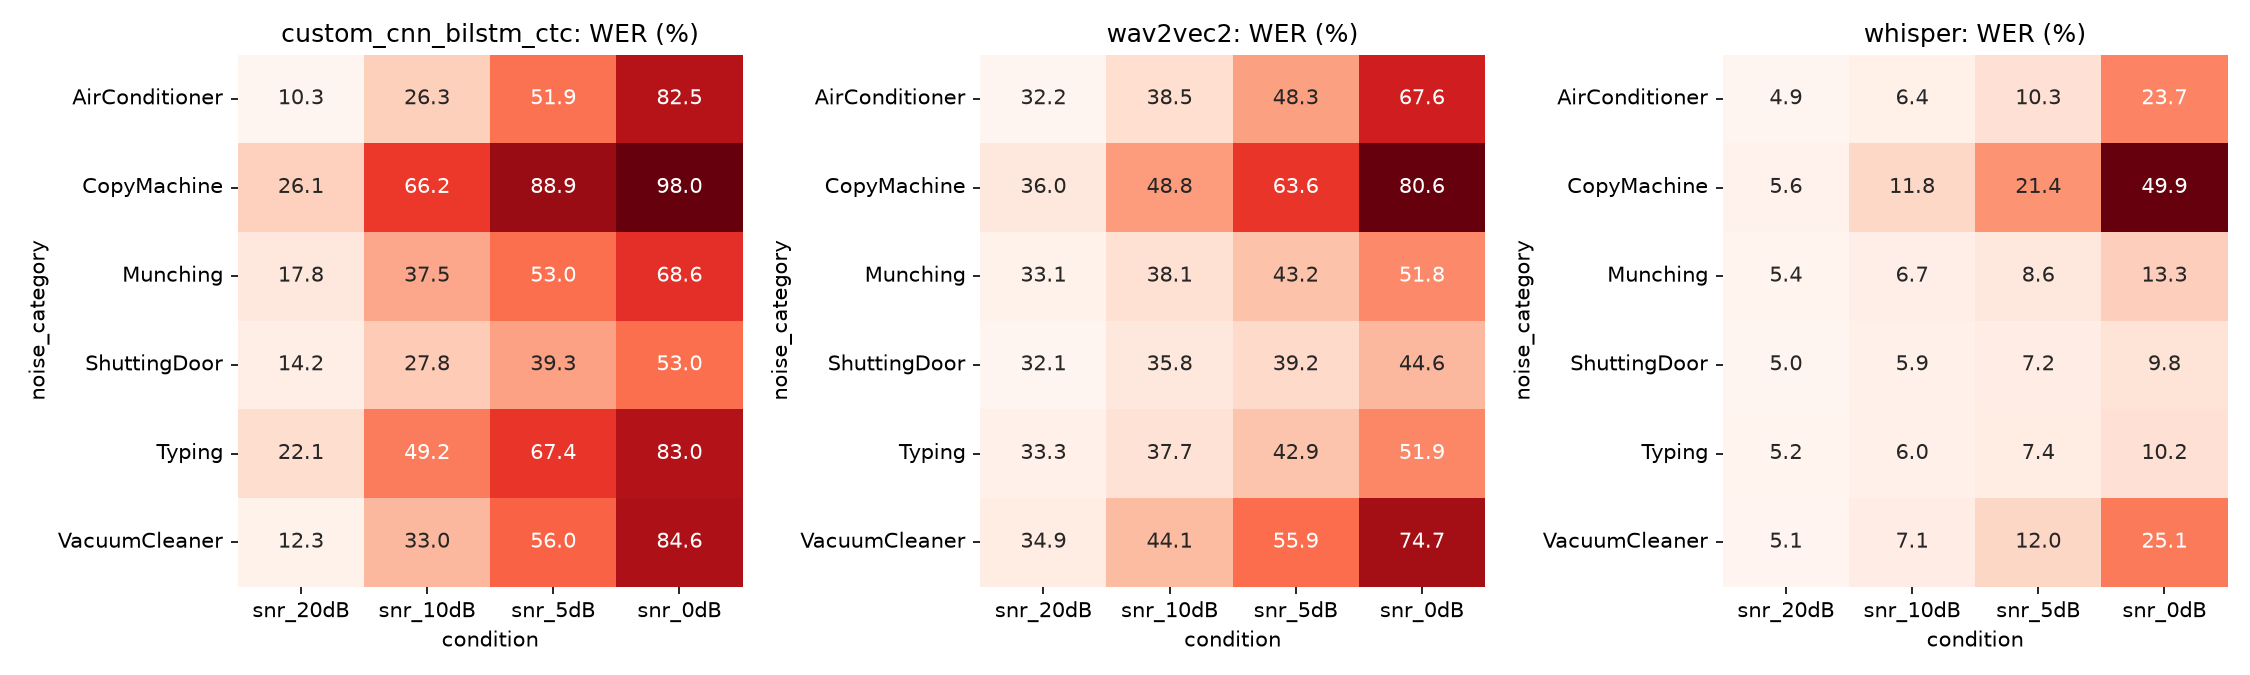 custom_cnn_bilstm_ctc: WER (%)
noise_category
AirConditioner 10.3 26.3 51.9 82.5
CopyMachine 26.1 66.2 88.9 98.0
Munching 17.8 37.5 53.0 68.6
ShuttingDoor 14.2 27.8 39.3 53.0
Typing 22.1 49.2 67.4 83.0
VacuumCleaner 12.3 33.0 56.0 84.6
snr_20dB snr_10dB snr_5dB snr_0dB
condition
wav2vec2: WER (%)
noise_category
AirConditioner 32.2 38.5 48.3 67.6
CopyMachine 36.0 48.8 63.6 80.6
Munching 33.1 38.1 43.2 51.8
ShuttingDoor 32.1 35.8 39.2 44.6
Typing 33.3 37.7 42.9 51.9
VacuumCleaner 34.9 44.1 55.9 74.7
snr_20dB snr_10dB snr_5dB snr_0dB
condition
whisper: WER (%)
noise_category
AirConditioner 4.9 6.4 10.3 23.7
CopyMachine 5.6 11.8 21.4 49.9
Munching 5.4 6.7 8.6 13.3
ShuttingDoor 5.0 5.9 7.2 9.8
Typing 5.2 6.0 7.4 10.2
VacuumCleaner 5.1 7.1 12.0 25.1
snr_20dB snr_10dB snr_5dB snr_0dB
condition